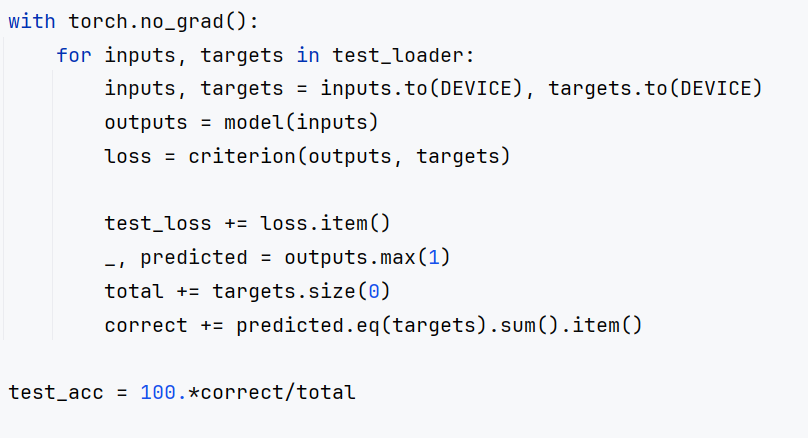 with torch.no_grad():
    for inputs, targets in test_loader:
        inputs, targets = inputs.to(DEVICE), targets.to(DEVICE)
        outputs = model(inputs)
        loss = criterion(outputs, targets)

        test_loss += loss.item()
        _, predicted = outputs.max(1)
        total += targets.size(0)
        correct += predicted.eq(targets).sum().item()

test_acc = 100.*correct/total